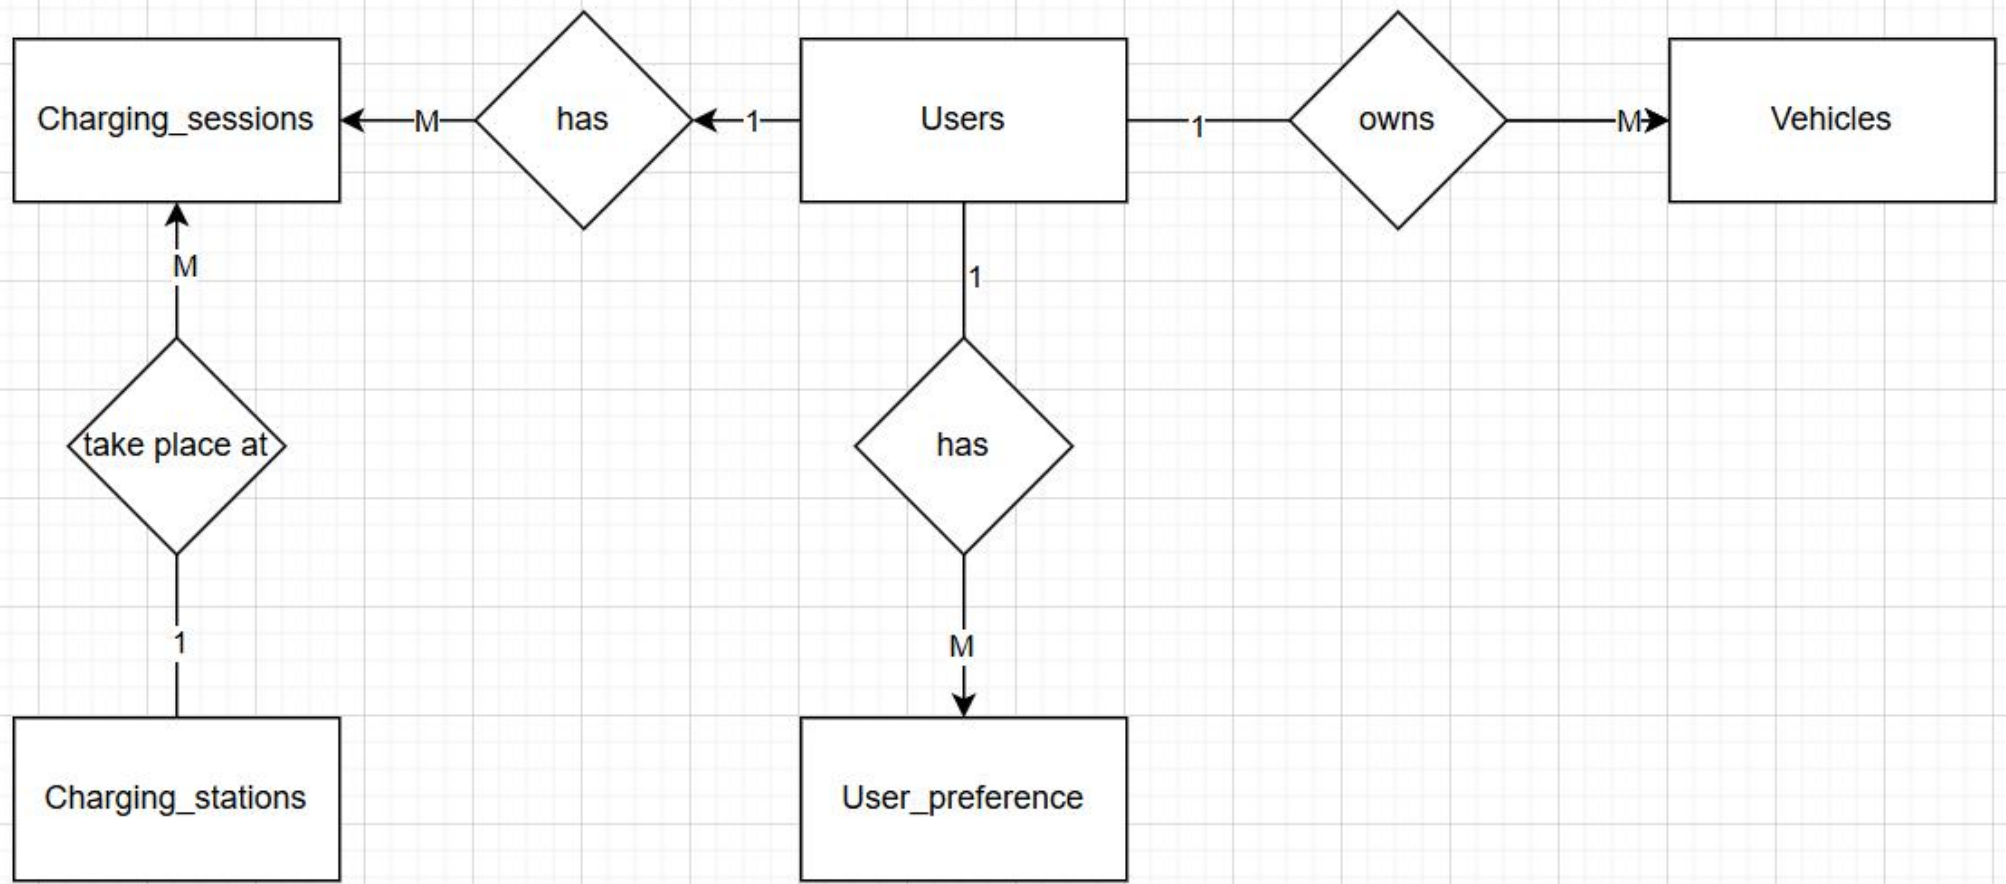 Charging_sessions
M
has
1
Users
1
owns
M
Vehicles
M
1
take place at
has
1
M
Charging_stations
User_preference